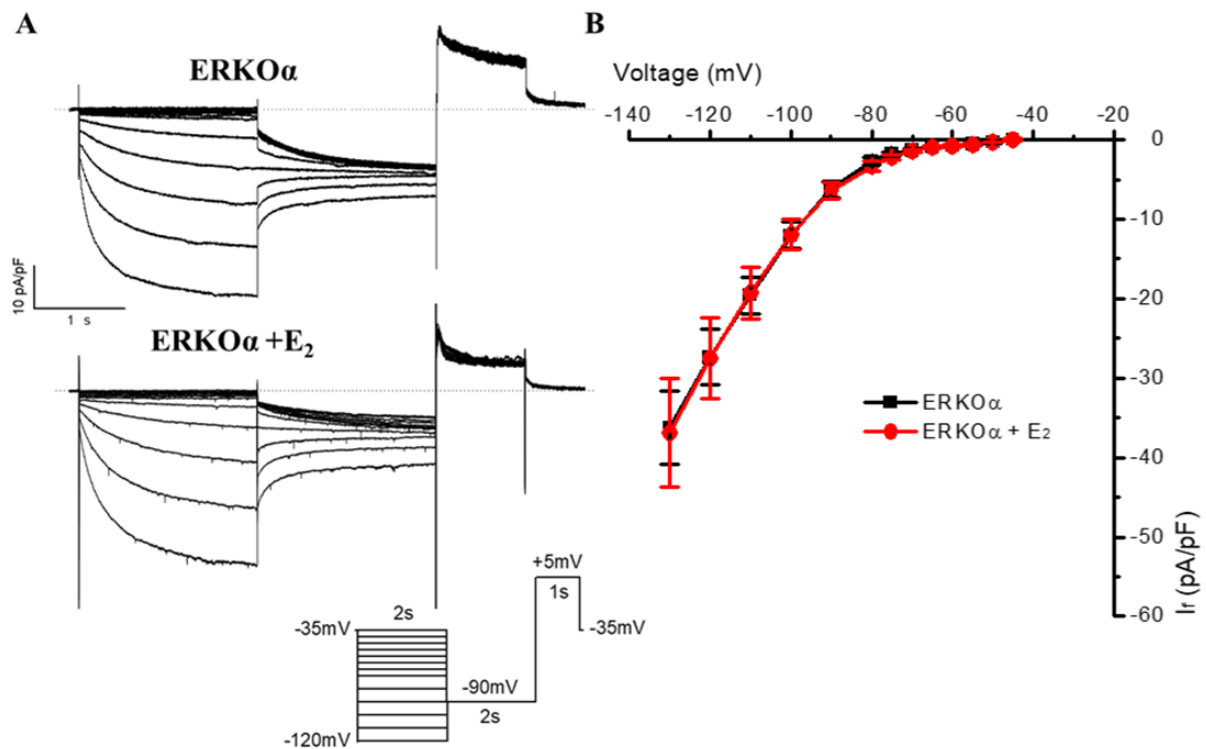 A
ERKOα
10 pA/pF
1 s
ERKOα +E₂
+5mV
1s
2s
-35mV
-35mV
-90mV
2s
-120mV
B
Voltage (mV)
-140 -120 -100 -80 -60 -40 -20
0
-10
-20
-30
-40
-50
-60
If (pA/pF)
ERKOα
ERKOα + E₂